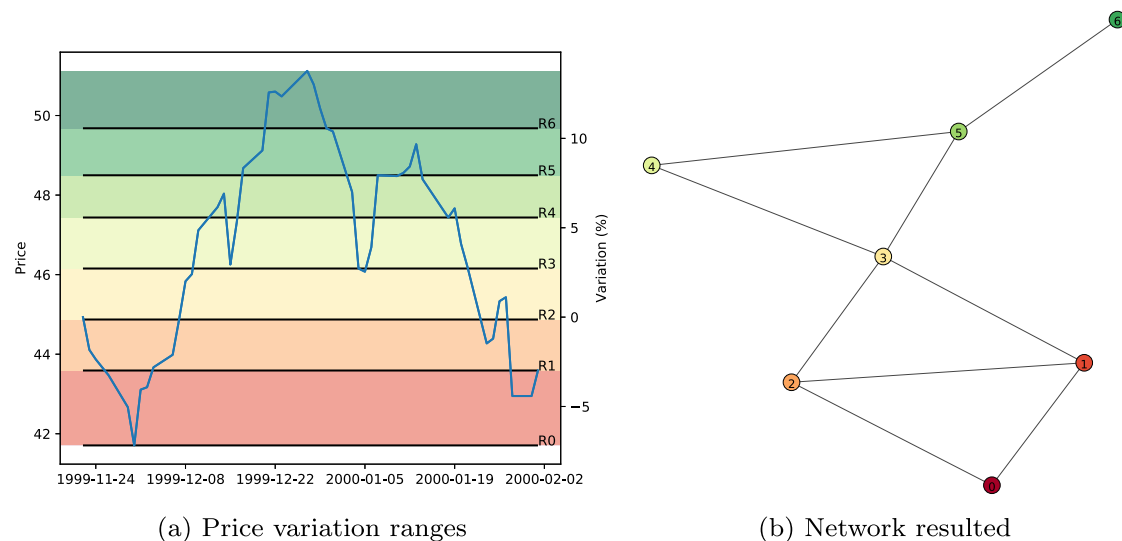 50
48
46
44
42
Price
R6
R5
R4
R3
R2
R1
R0
10
5
0
−5
Variation (%)
1999-11-24
1999-12-08
1999-12-22
2000-01-05
2000-01-19
2000-02-02
(a) Price variation ranges
6
5
4
3
1
2
0
(b) Network resulted